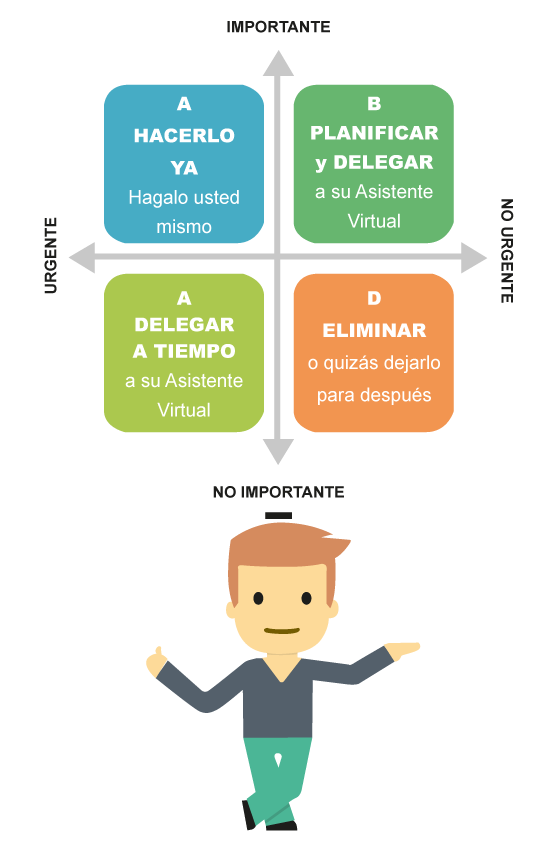 IMPORTANTE
A
HACERLO
YA
Hagalo usted
mismo
B
PLANIFICAR
y DELEGAR
a su Asistente
Virtual
URGENTE
NO URGENTE
A
DELEGAR
A TIEMPO
a su Asistente
Virtual
D
ELIMINAR
o quizás dejarlo
para después
NO IMPORTANTE